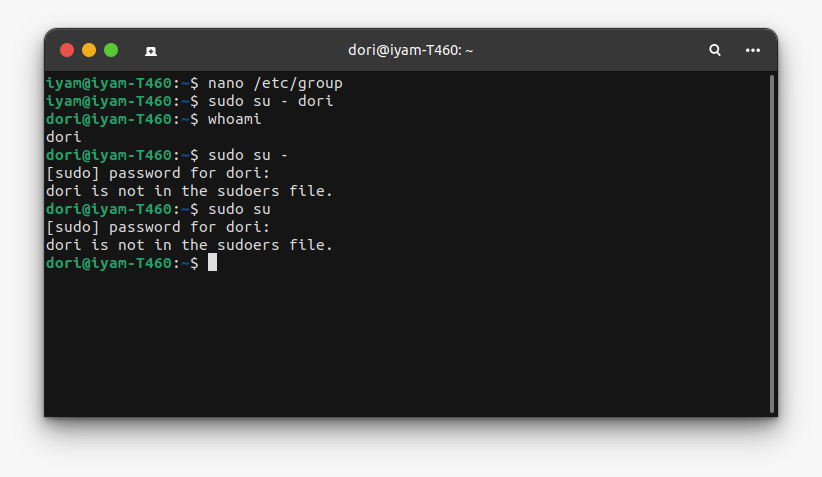 dori@iyam-T460: ~
iyam@iyam-T460:~$ nano /etc/group
iyam@iyam-T460:~$ sudo su - dori
dori@iyam-T460:~$ whoami
dori
dori@iyam-T460:~$ sudo su -
[sudo] password for dori:
dori is not in the sudoers file.
dori@iyam-T460:~$ sudo su
[sudo] password for dori:
dori is not in the sudoers file.
dori@iyam-T460:~$